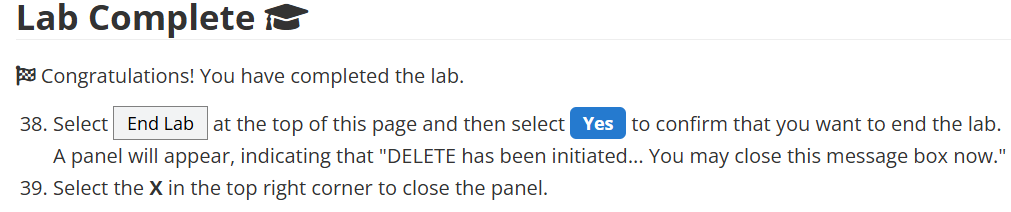 Lab Complete
Congratulations! You have completed the lab.
38. Select End Lab at the top of this page and then select Yes to confirm that you want to end the lab.
A panel will appear, indicating that "DELETE has been initiated... You may close this message box now."
39. Select the X in the top right corner to close the panel.